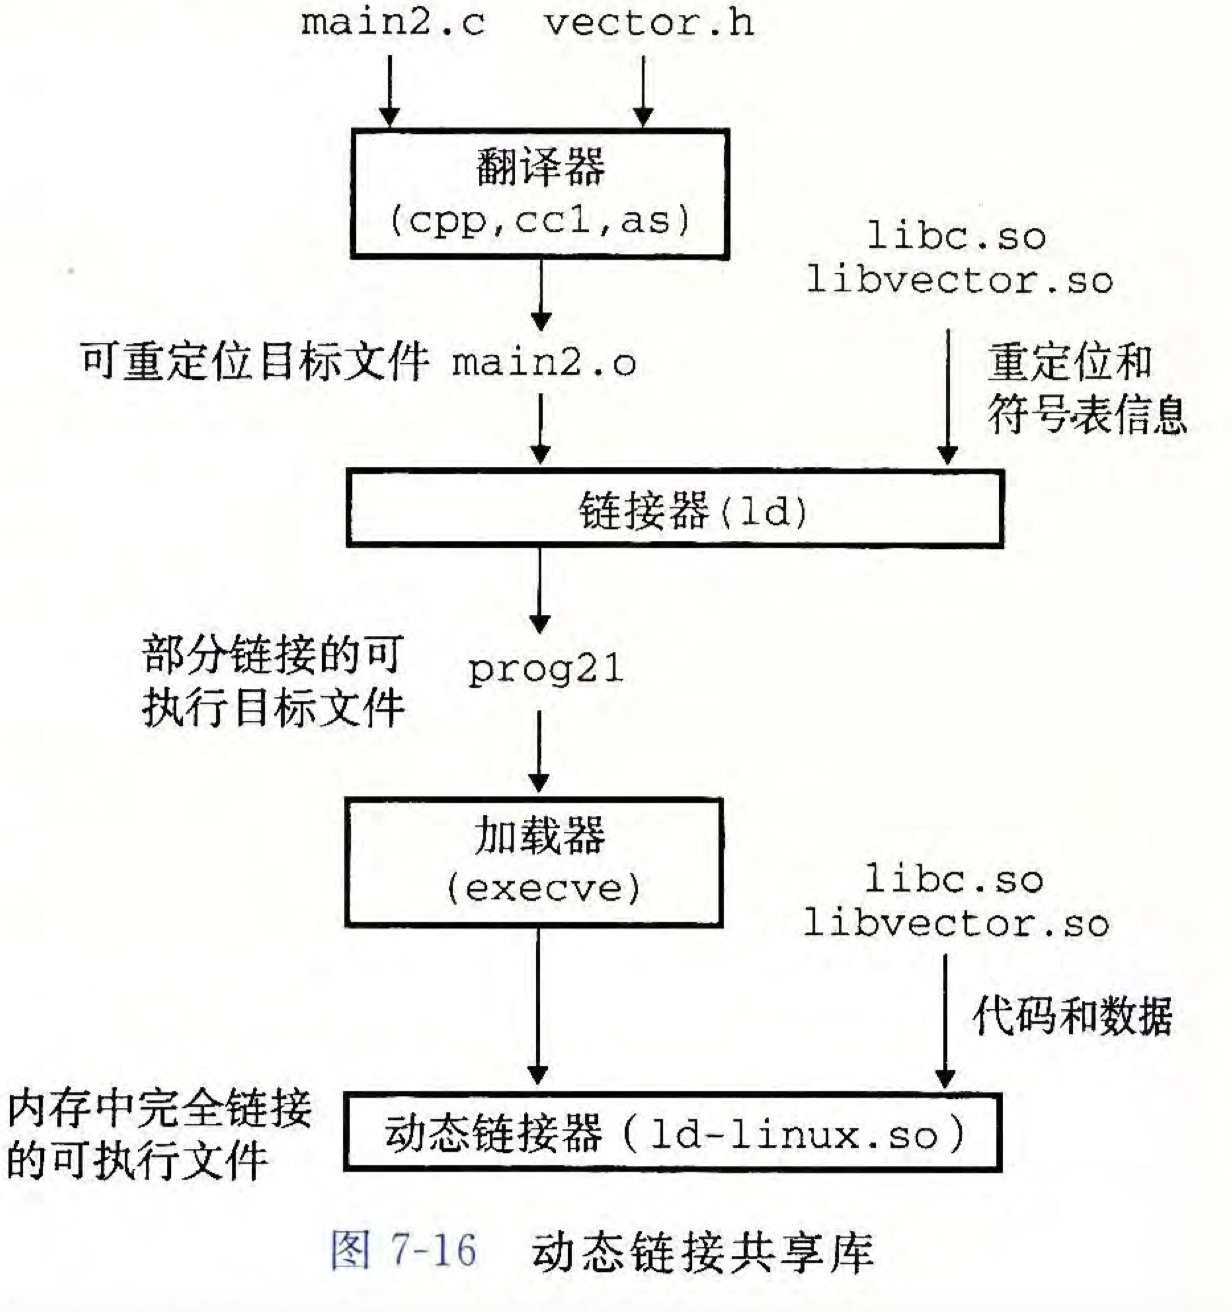 main2.c vector.h
翻译器
(cpp,cc1,as)
libc.so
libvector.so
可重定位目标文件 main2.o
重定位和
符号表信息
链接器(ld)
部分链接的可
执行目标文件
prog21
加载器
(execve)
libc.so
libvector.so
代码和数据
内存中完全链接
的可执行文件
动态链接器(ld-linux.so)
图 7-16 动态链接共享库